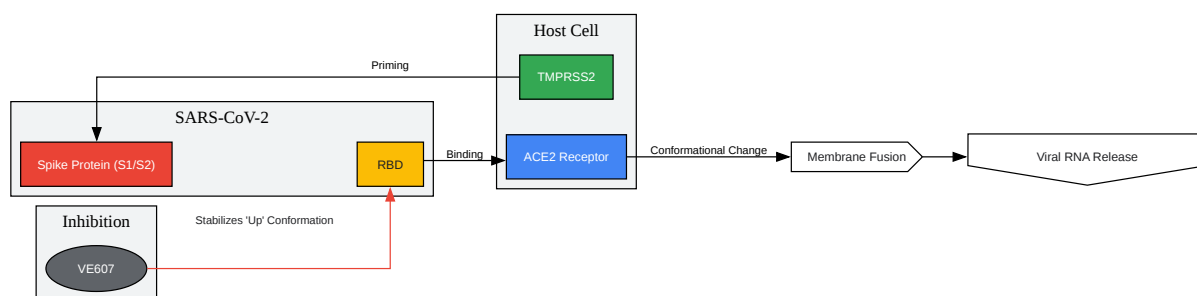 Host Cell
Priming
TMPRSS2
SARS-CoV-2
Spike Protein (S1/S2)
RBD
Binding
ACE2 Receptor
Conformational Change
Membrane Fusion
Viral RNA Release
Inhibition
Stabilizes 'Up' Conformation
VE607